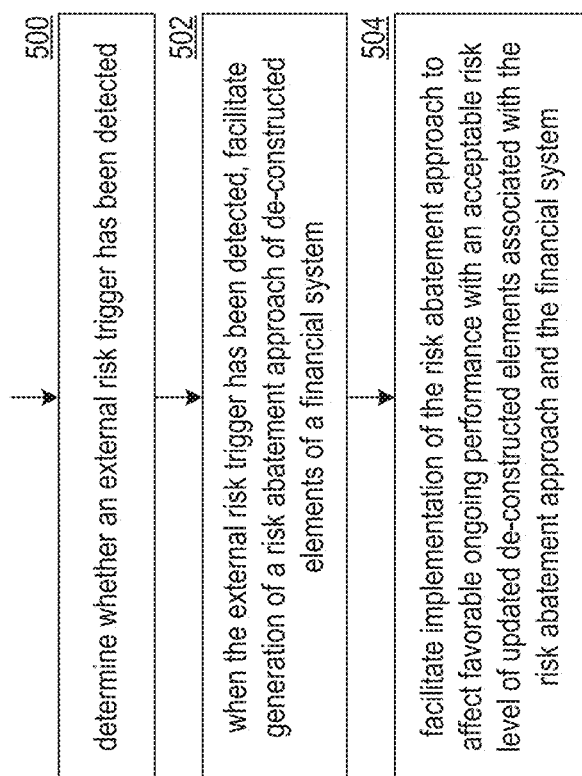 500
determine whether an external risk trigger has been detected
502
when the external risk trigger has been detected, facilitate
generation of a risk abatement approach of de-constructed
elements of a financial system
504
facilitate implementation of the risk abatement approach to
affect favorable ongoing performance with an acceptable risk
level of updated de-constructed elements associated with the
risk abatement approach and the financial system